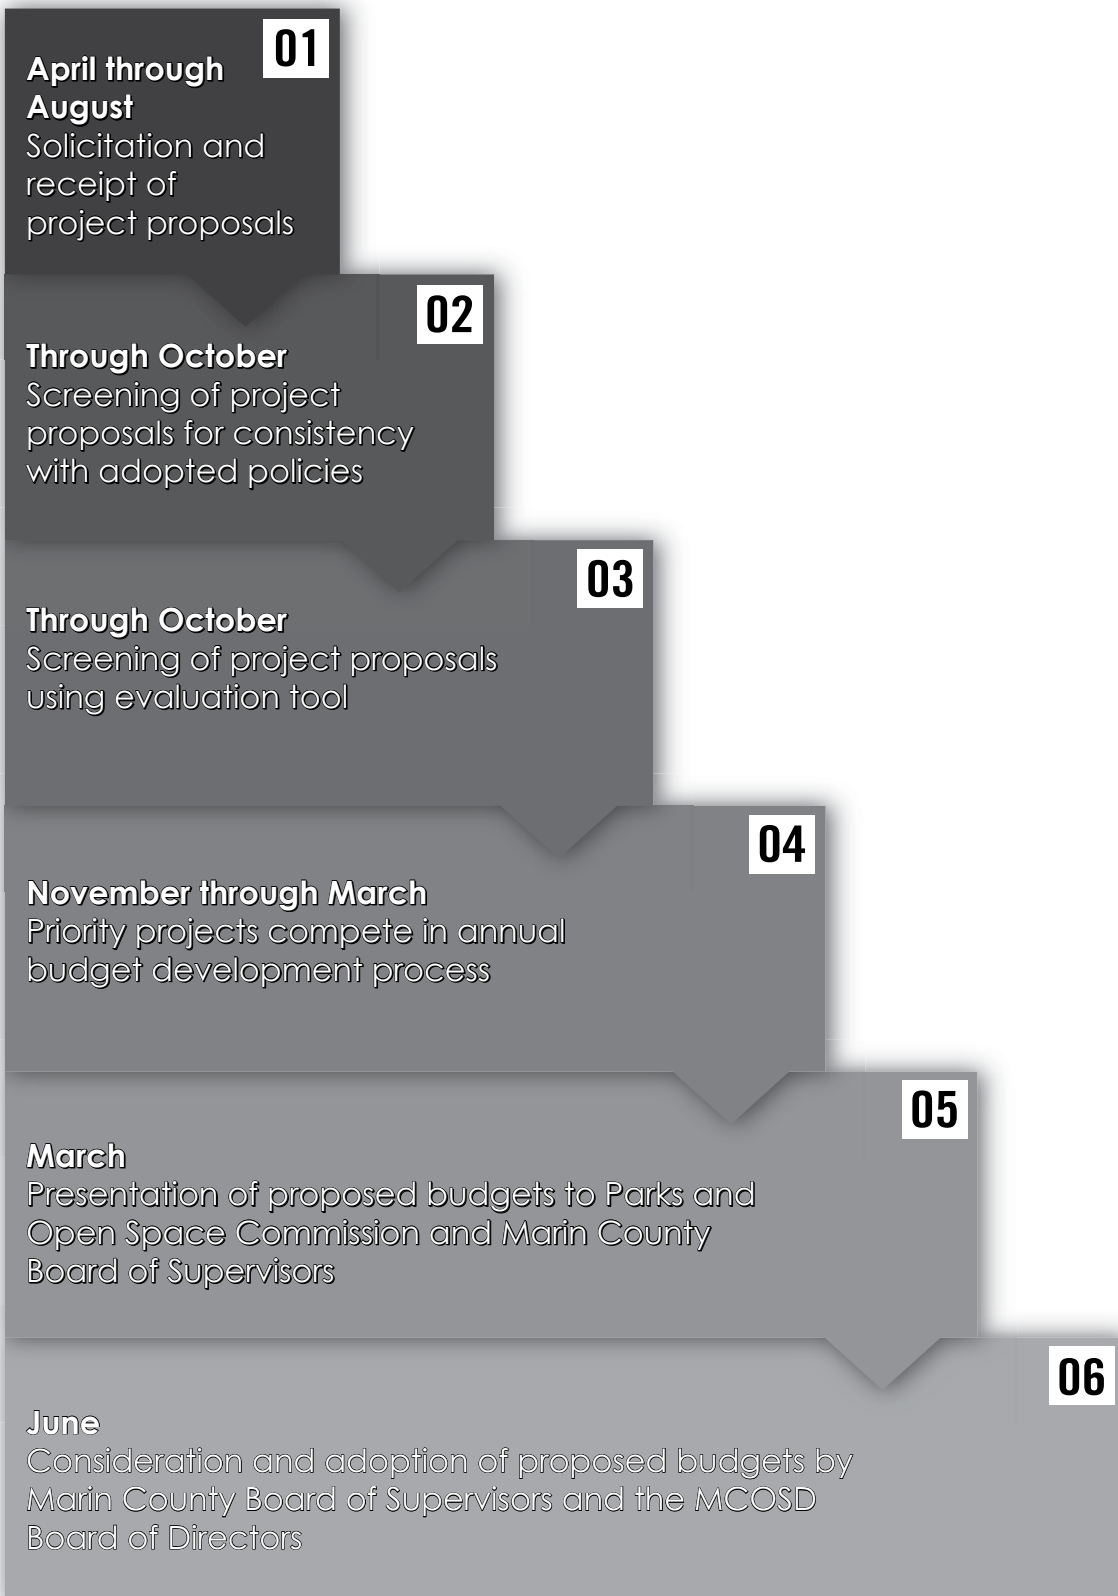 01
April through
August
Solicitation and
receipt of
project proposals
02
Through October
Screening of project
proposals for consistency
with adopted policies
03
Through October
Screening of project proposals
using evaluation tool
04
November through March
Priority projects compete in annual
budget development process
05
March
Presentation of proposed budgets to Parks and
Open Space Commission and Marin County
Board of Supervisors
06
June
Consideration and adoption of proposed budgets by
Marin County Board of Supervisors and the MCOSD
Board of Directors